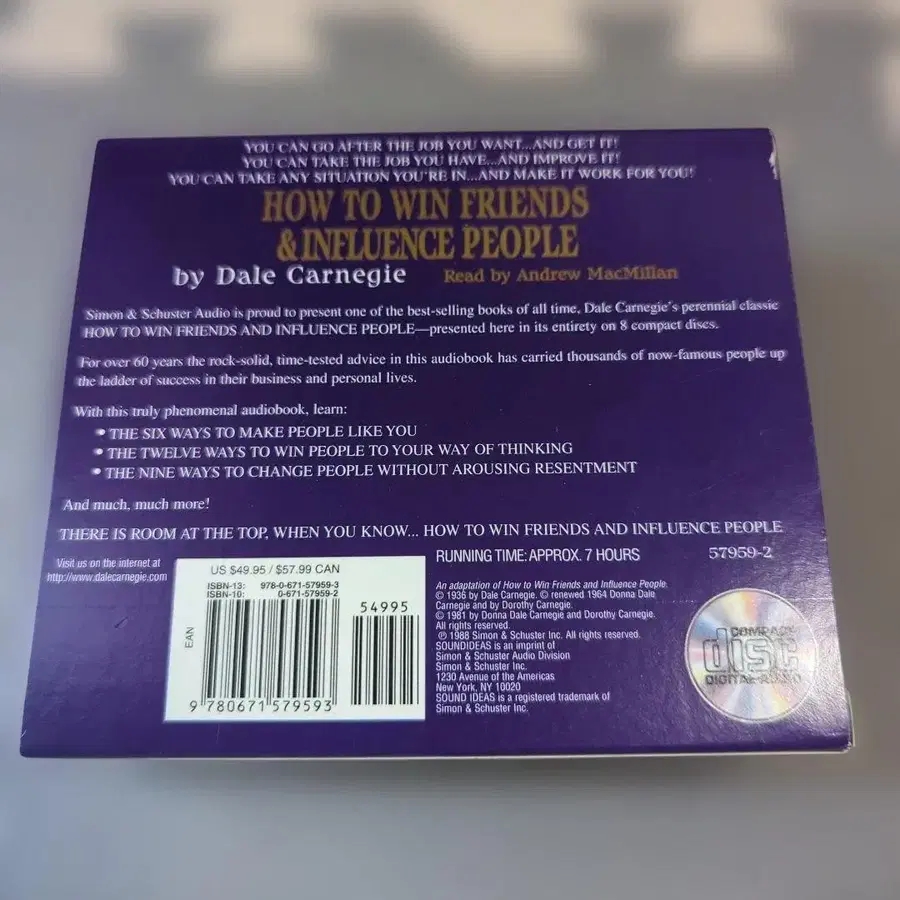 YOU CAN GO AFTER THE JOB YOU WANT...AND GET IT!
YOU CAN TAKE THE JOB YOU HAVE...AND IMPROVE IT!
YOU CAN TAKE ANY SITUATION YOU'RE IN...AND MAKE IT WORK FOR YOU!
HOW TO WIN FRIENDS
& INFLUENCE PEOPLE
by Dale Carnegie Read by Andrew MacMillan
Simon & Schuster Audio is proud to present one of the best-selling books of all time, Dale Carnegie's perennial classic
HOW TO WIN FRIENDS AND INFLUENCE PEOPLE—presented here in its entirety on 8 compact discs.
For over 60 years the rock-solid, time-tested advice in this audiobook has carried thousands of now-famous people up
the ladder of success in their business and personal lives.
With this truly phenomenal audiobook, learn:
• THE SIX WAYS TO MAKE PEOPLE LIKE YOU
• THE TWELVE WAYS TO WIN PEOPLE TO YOUR WAY OF THINKING
• THE NINE WAYS TO CHANGE PEOPLE WITHOUT AROUSING RESENTMENT
And much, much more!
THERE IS ROOM AT THE TOP, WHEN YOU KNOW... HOW TO WIN FRIENDS AND INFLUENCE PEOPLE
Visit us on the internet at
http://www.dalecarnegie.com
US $49.95 / $57.99 CAN
ISBN-13: 978-0-671-57959-3
ISBN-10: 0-671-57959-2
54995
EAN
9 780671 579593
RUNNING TIME: APPROX. 7 HOURS 57959-2
An adaptation of How to Win Friends and Influence People.
© 1936 by Dale Carnegie. © renewed 1964 Donna Dale
Carnegie and by Dorothy Carnegie.
© 1981 by Donna Dale Carnegie and Dorothy Carnegie.
All rights reserved.
℗ 1988 Simon & Schuster Inc. All rights reserved.
SOUNDIDEAS is an imprint of
Simon & Schuster Audio Division
Simon & Schuster Inc.
1230 Avenue of the Americas
New York, NY 10020
SOUND IDEAS is a registered trademark of
Simon & Schuster Inc.
COMPACT
disc
DIGITAL AUDIO